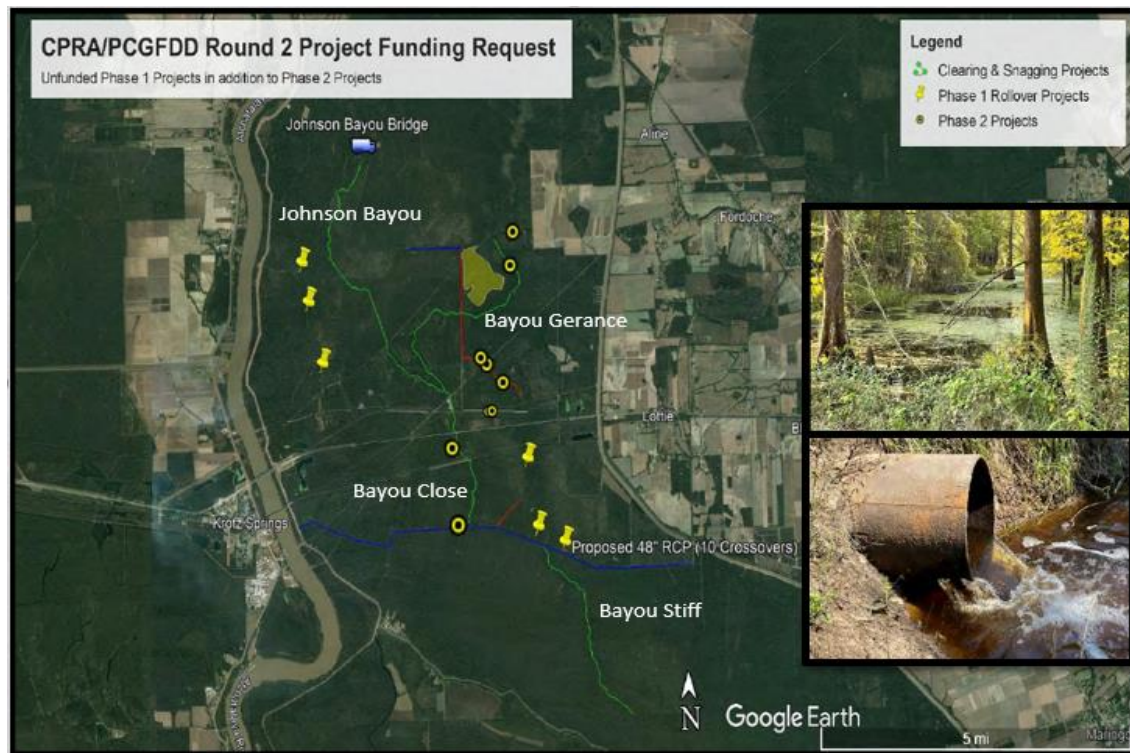 CPRA/PCGFDD Round 2 Project Funding Request
Unfunded Phase 1 Projects in addition to Phase 2 Projects
Legend
Clearing & Snagging Projects
Phase 1 Rollover Projects
Phase 2 Projects
Johnson Bayou Bridge
Aline
Johnson Bayou
Fordoche
Bayou Gerance
Lottie
Bayou Close
Krotz Springs
Proposed 48" RCP (10 Crossovers)
Bayou Stiff
N
Google Earth
5 mi